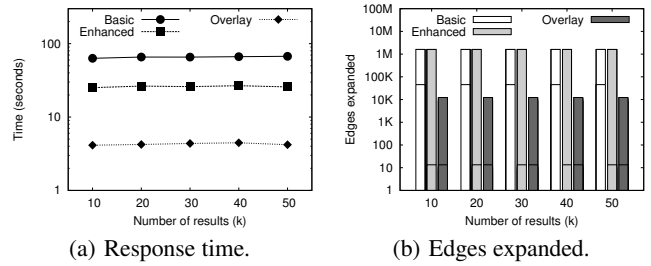 Basic
Enhanced
Overlay
100
10
1
Time (seconds)
10 20 30 40 50
Number of results (k)
(a) Response time.
Basic
Enhanced
Overlay
100M
10M
1M
100K
10K
1K
100
10
1
Edges expanded
10 20 30 40 50
Number of results (k)
(b) Edges expanded.